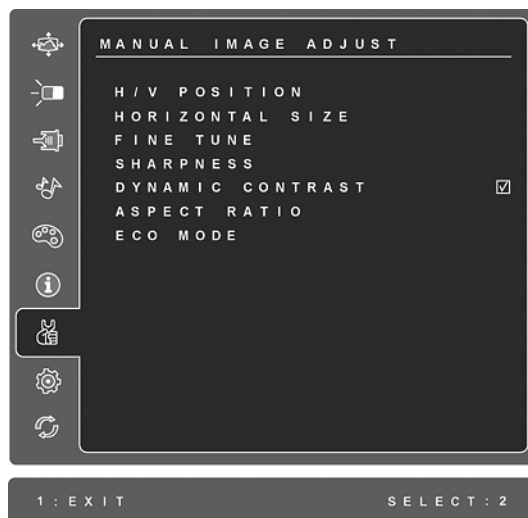 MANUAL IMAGE ADJUST
H/V POSITION
HORIZONTAL SIZE
FINE TUNE
SHARPNESS
DYNAMIC CONTRAST
ASPECT RATIO
ECO MODE
1:EXIT SELECT:2